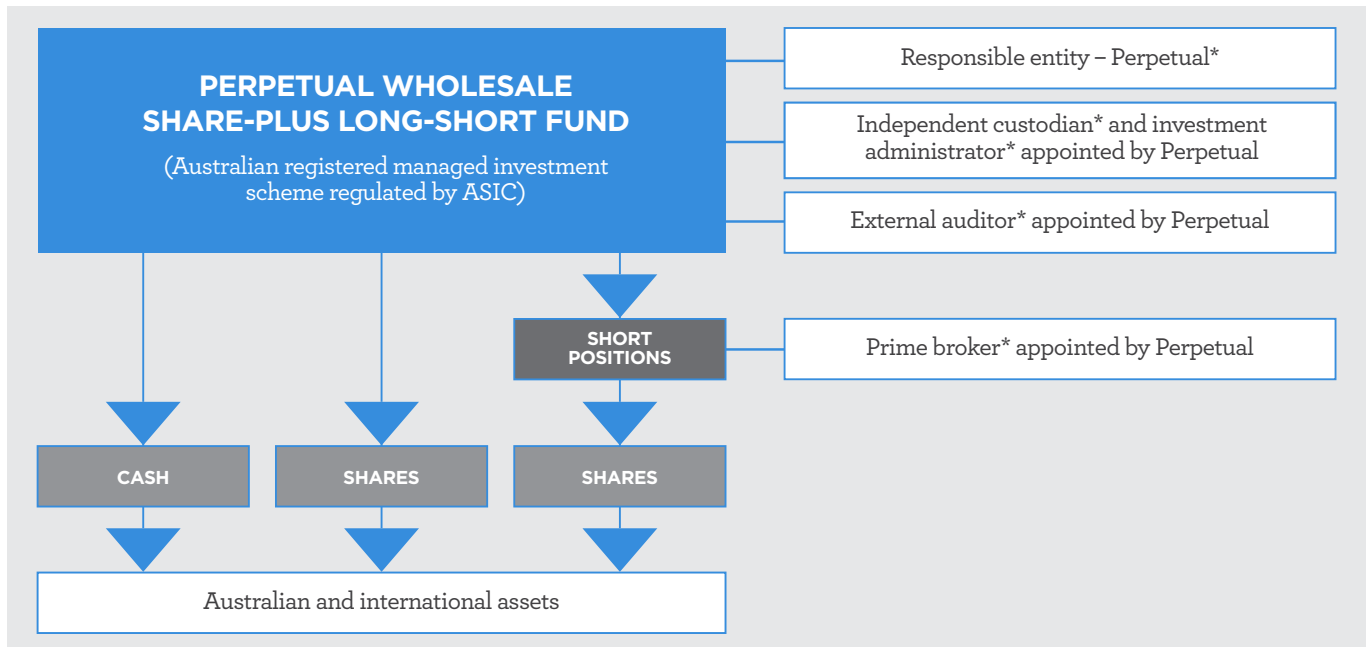 PERPETUAL WHOLESALE
SHARE-PLUS LONG-SHORT FUND
(Australian registered managed investment
scheme regulated by ASIC)
Responsible entity – Perpetual*
Independent custodian* and investment
administrator* appointed by Perpetual
External auditor* appointed by Perpetual
SHORT
POSITIONS
Prime broker* appointed by Perpetual
CASH
SHARES
SHARES
Australian and international assets